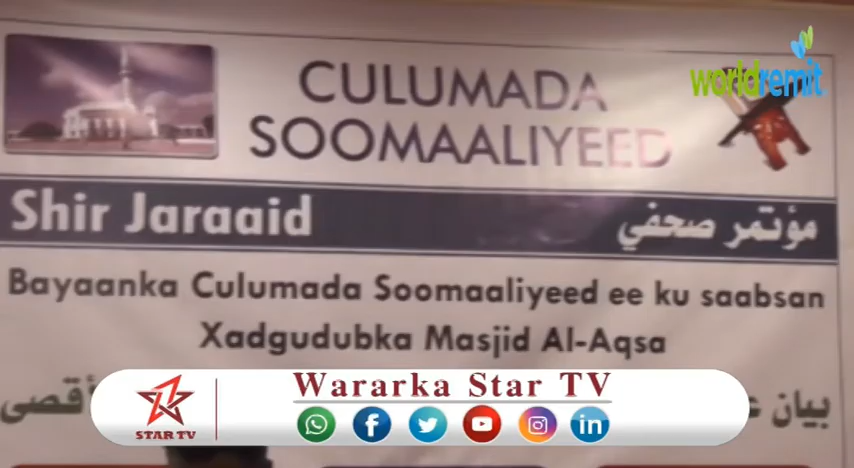 CULUMADA
SOOMAALIYEED
worldremit
Shir Jaraaid
مؤتمر صحفي
Bayaanka Culumada Soomaaliyeed ee ku saabsan
Xadgudubka Masjid Al-Aqsa
بيان
Wararka Star TV
STAR TV